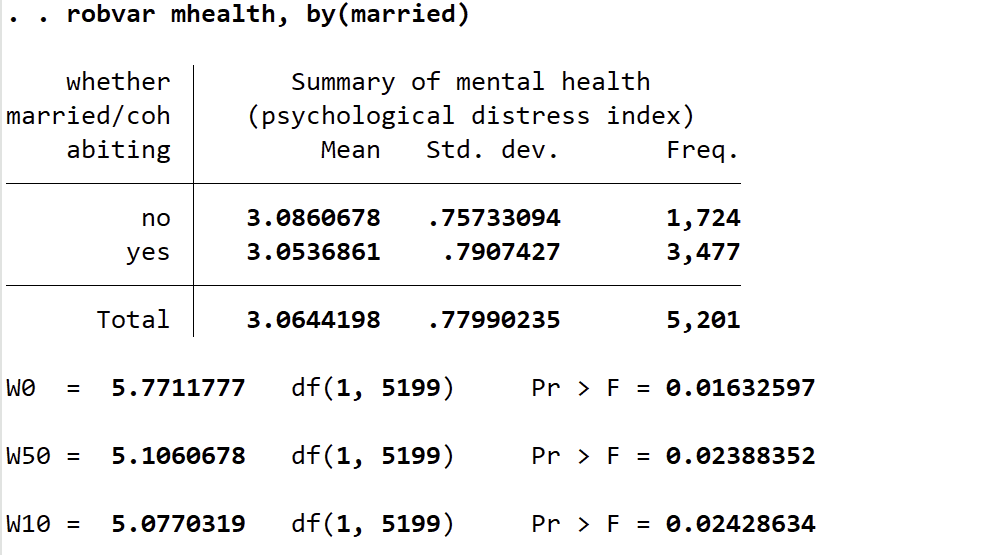 . . robvar mhealth, by(married)
whether Summary of mental health
married/coh (psychological distress index)
abiting Mean Std. dev. Freq.
no 3.0860678 .75733094 1,724
yes 3.0536861 .7907427 3,477
Total 3.0644198 .77990235 5,201
W0 = 5.7711777 df(1, 5199) Pr > F = 0.01632597
W50 = 5.1060678 df(1, 5199) Pr > F = 0.02388352
W10 = 5.0770319 df(1, 5199) Pr > F = 0.02428634